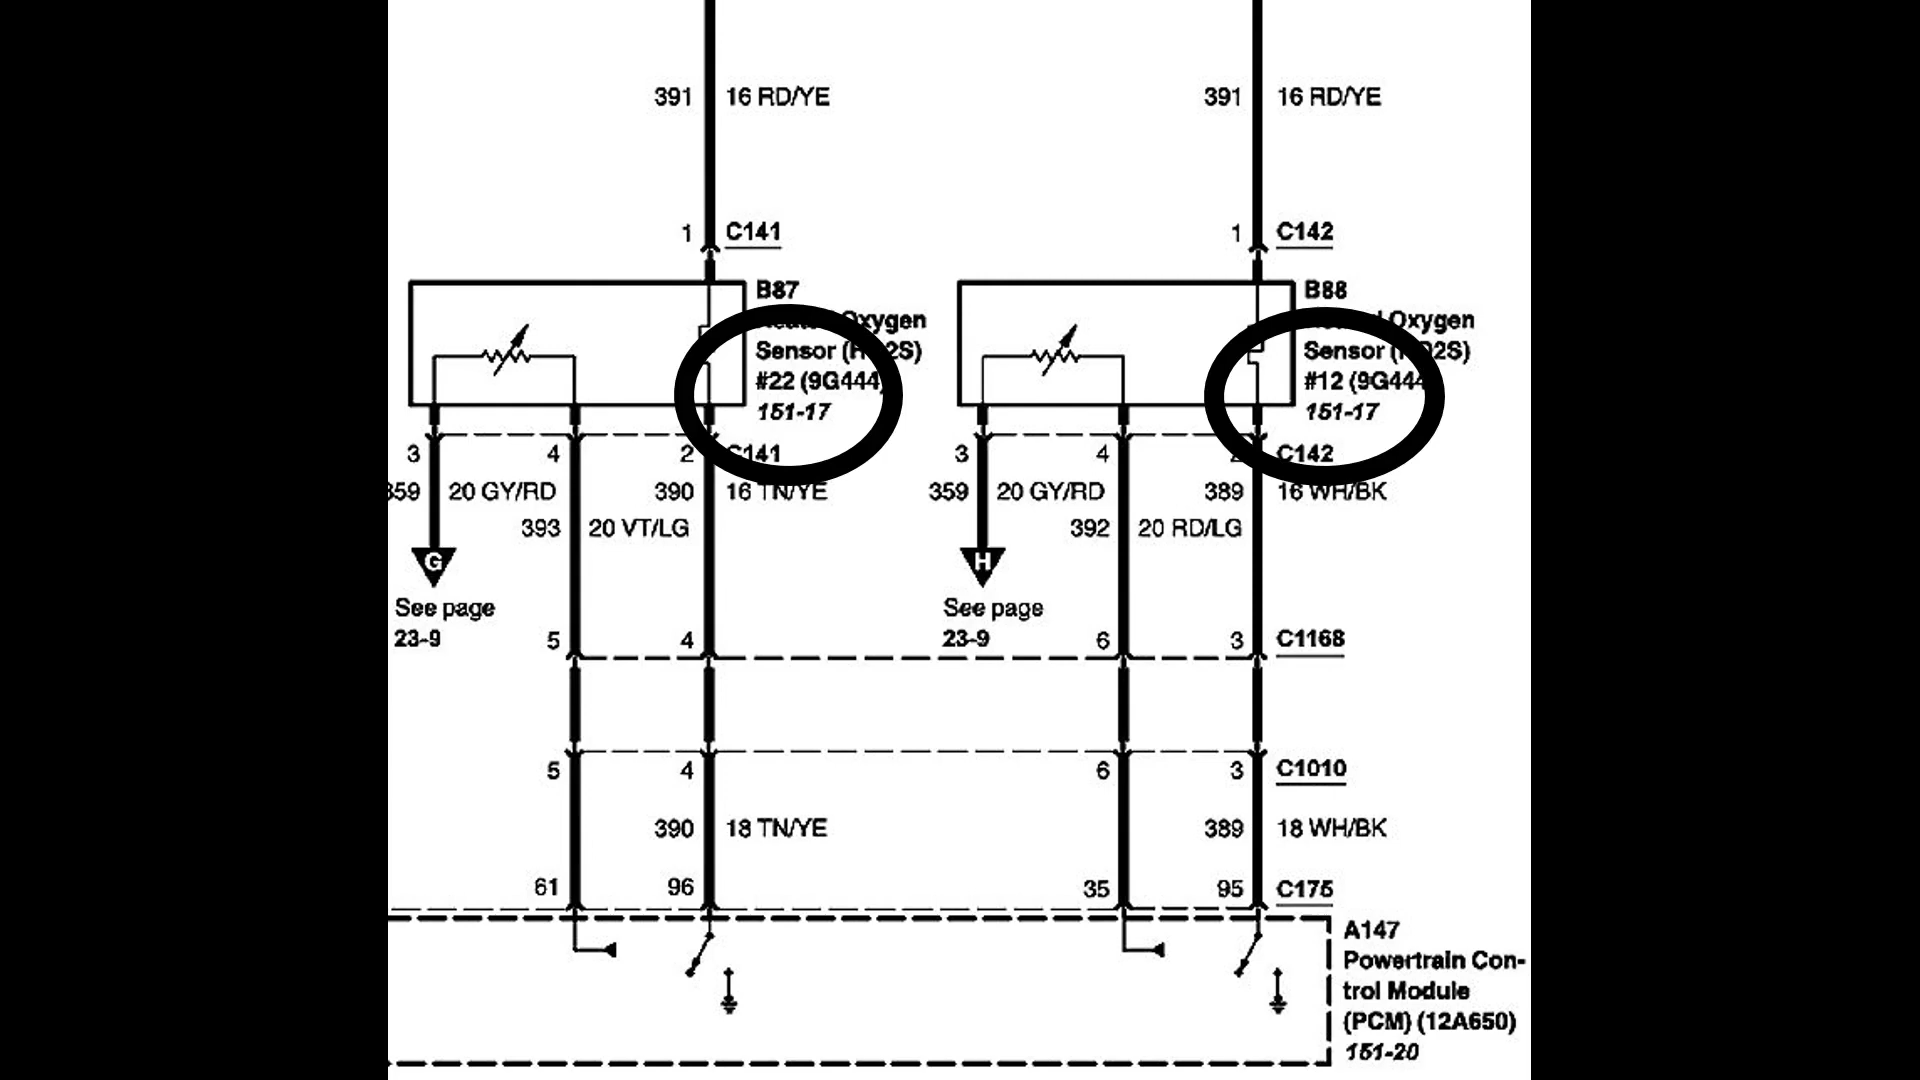 391 16 RD/YE 391 16 RD/YE
1 C141 1 C142
B87 B88
Oxygen Oxygen
Sensor Sensor
#22 (9G444) #12 (9G444
151-17 151-17
3 4 2 C141 3 4 C142
359 20 GY/RD 390 16 TN/YE 359 20 GY/RD 389 16 WH/BK
393 20 VT/LG 392 20 RD/LG
G H
See page See page
23-9 23-9
5 4 6 3 C1168
5 4 6 3 C1010
390 18 TN/YE 389 18 WH/BK
61 96 35 95 C175
A147
Powertrain Con-
trol Module
(PCM) (12A650)
151-20